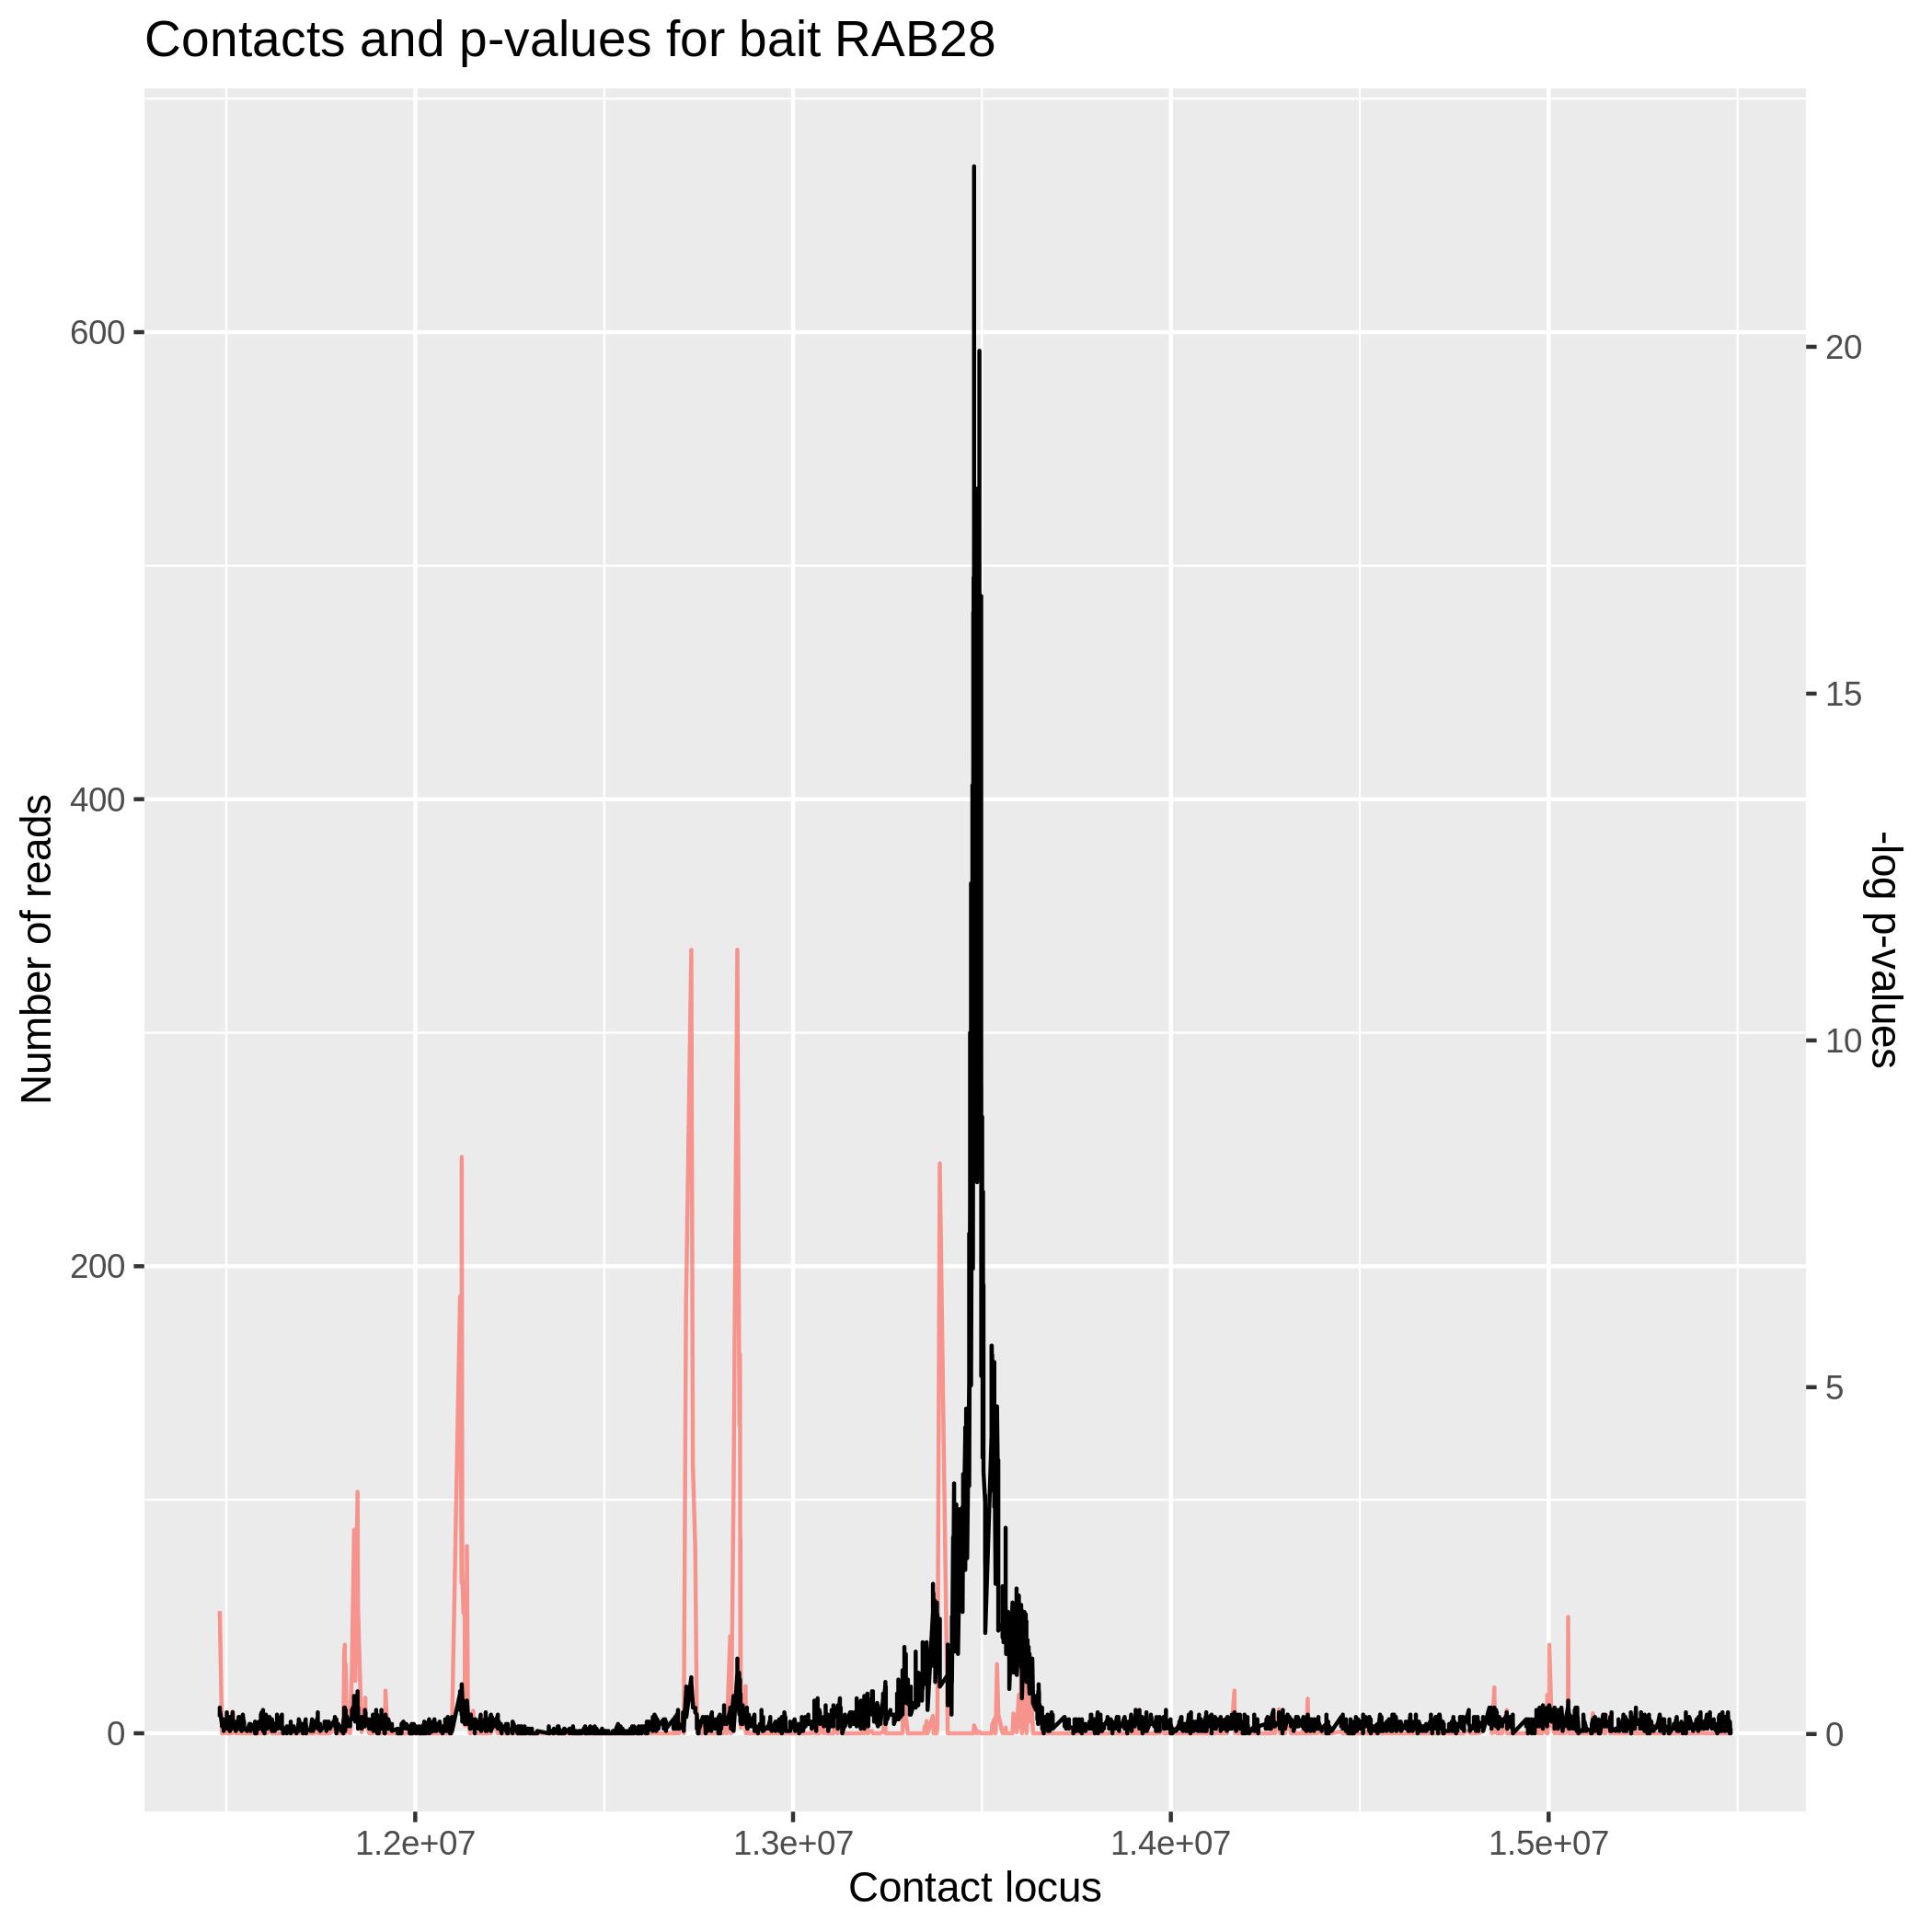 Contacts and p-values for bait RAB28
Number of reads
600
400
200
0
20
15
10
5
0
-log p-values
1.2e+07
1.3e+07
1.4e+07
1.5e+07
Contact locus